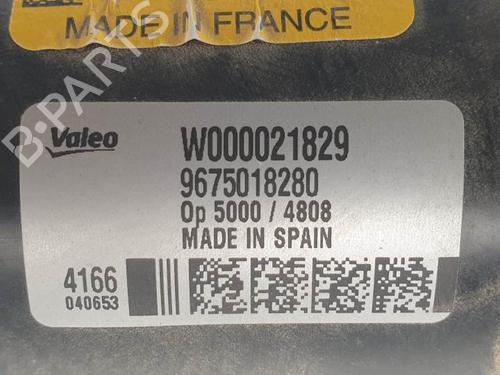 MADE IN FRANCE
B-PARTS
Valeo
W000021829
9675018280
Op 5000 / 4808
MADE IN SPAIN
4166
040653